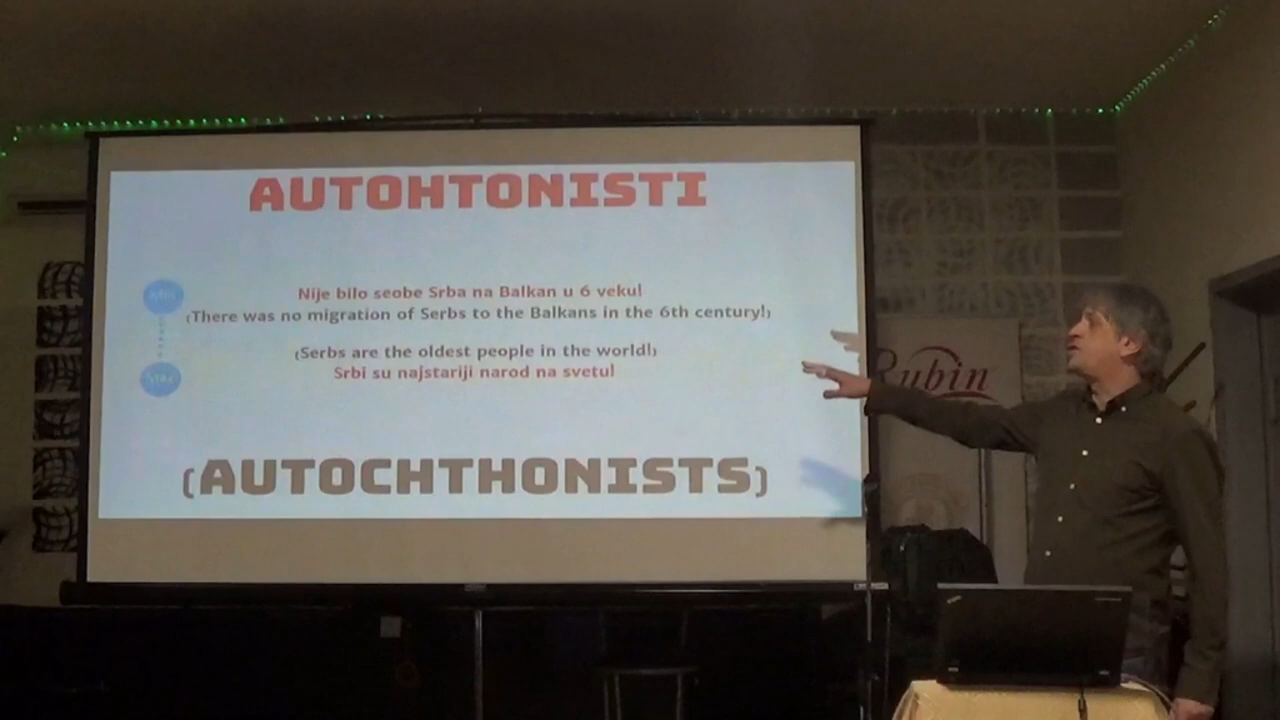 AUTOHTONISTI
Nije bilo seobe Srba na Balkan u 6 veku!
(There was no migration of Serbs to the Balkans in the 6th century!)
(Serbs are the oldest people in the world!)
Srbi su najstariji narod na svetu!
(AUTOCHTHONISTS)
Rubin